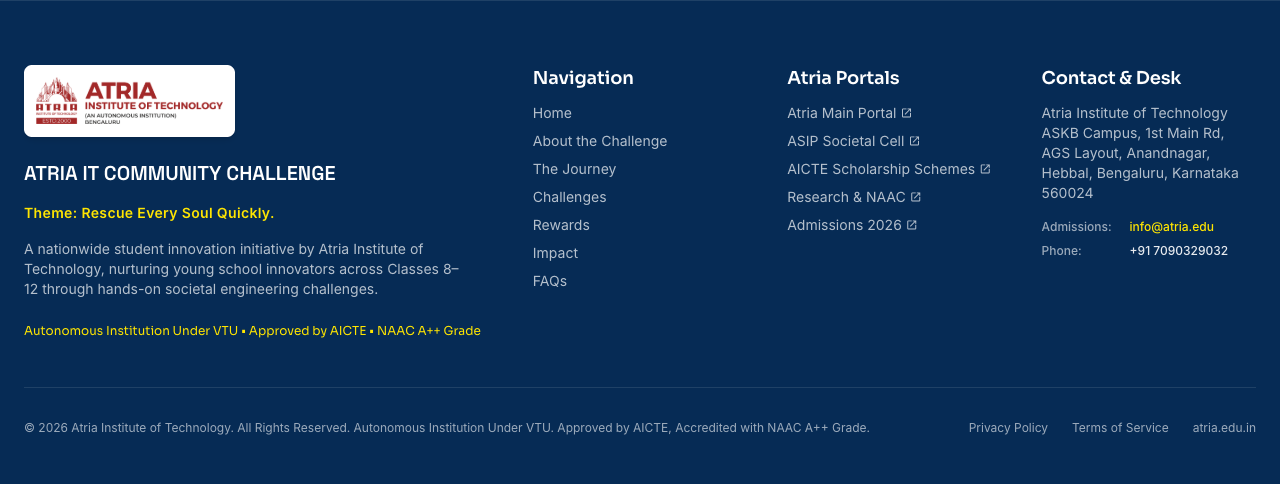 ATRIA
INSTITUTE OF TECHNOLOGY
(AN AUTONOMOUS INSTITUTION)
BENGALURU
ATRIA
INSTITUTE OF TECHNOLOGY
ESTD 2000
ATRIA IT COMMUNITY CHALLENGE
Theme: Rescue Every Soul Quickly.
A nationwide student innovation initiative by Atria Institute of
Technology, nurturing young school innovators across Classes 8–
12 through hands-on societal engineering challenges.
Autonomous Institution Under VTU • Approved by AICTE • NAAC A++ Grade
Navigation
Home
About the Challenge
The Journey
Challenges
Rewards
Impact
FAQs
Atria Portals
Atria Main Portal
ASIP Societal Cell
AICTE Scholarship Schemes
Research & NAAC
Admissions 2026
Contact & Desk
Atria Institute of Technology
ASKB Campus, 1st Main Rd,
AGS Layout, Anandnagar,
Hebbal, Bengaluru, Karnataka
560024
Admissions: info@atria.edu
Phone: +91 7090329032
© 2026 Atria Institute of Technology. All Rights Reserved. Autonomous Institution Under VTU. Approved by AICTE, Accredited with NAAC A++ Grade.
Privacy Policy
Terms of Service
atria.edu.in